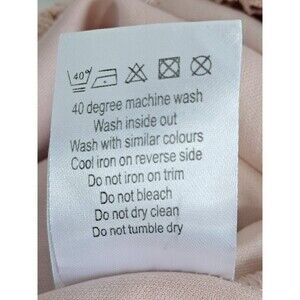 40°
40 degree machine wash
Wash inside out
Wash with similar colours
Cool iron on reverse side
Do not iron on trim
Do not bleach
Do not dry clean
Do not tumble dry